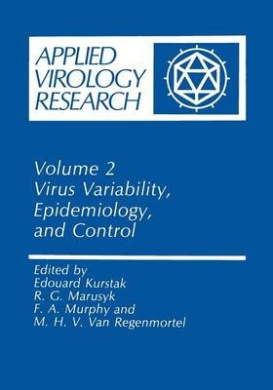 APPLIED
VIROLOGY
RESEARCH
Volume 2
Virus Variability,
Epidemiology,
and Control
Edited by
Edouard Kurstak
R. G. Marusyk
F. A. Murphy and
M. H. V. Van Regenmortel